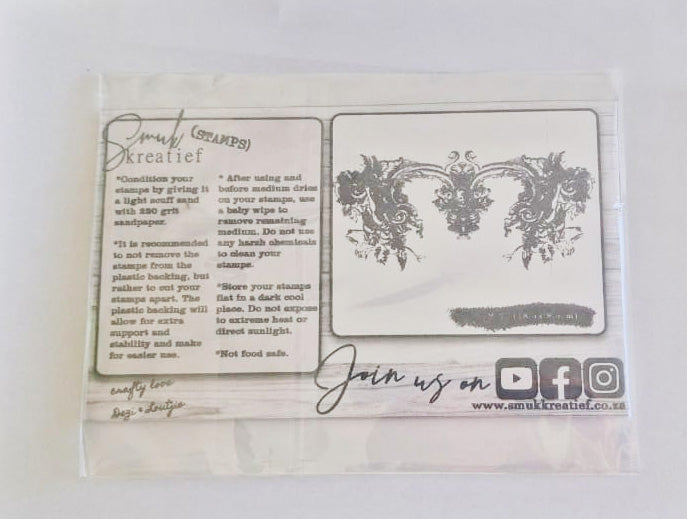 Smuk (STAMPS)
kreatief
*Condition your
stamps by giving it
a light scuff sand
with 220 grit
sandpaper.
*It is recommended
to not remove the
stamps from the
plastic backing, but
rather to cut your
stamps apart. The
plastic backing will
allow for extra
support and
stability and make
for easier use.
* After using and
before medium dries
on your stamps, use
a baby wipe to
remove remaining
medium. Do not use
any harsh chemicals
to clean your
stamps.
*Store your stamps
flat in a dark cool
place. Do not expose
to extreme heat or
direct sunlight.
*Not food safe.
crafty love
Dezi & Loutjie
Join us on
www.smukkreatief.co.za